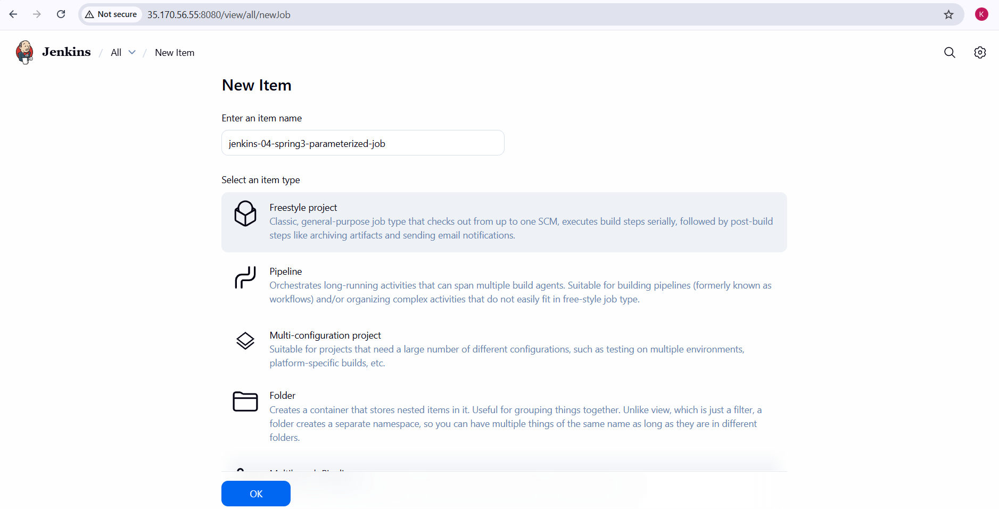 Not secure 35.170.56.55:8080/view/all/newJob K
Jenkins / All / New Item
New Item
Enter an item name
jenkins-04-spring3-parameterized-job
Select an item type
Freestyle project
Classic, general-purpose job type that checks out from up to one SCM, executes build steps serially, followed by post-build
steps like archiving artifacts and sending email notifications.
Pipeline
Orchestrates long-running activities that can span multiple build agents. Suitable for building pipelines (formerly known as
workflows) and/or organizing complex activities that do not easily fit in free-style job type.
Multi-configuration project
Suitable for projects that need a large number of different configurations, such as testing on multiple environments,
platform-specific builds, etc.
Folder
Creates a container that stores nested items in it. Useful for grouping things together. Unlike view, which is just a filter, a
folder creates a separate namespace, so you can have multiple things of the same name as long as they are in different
folders.
OK